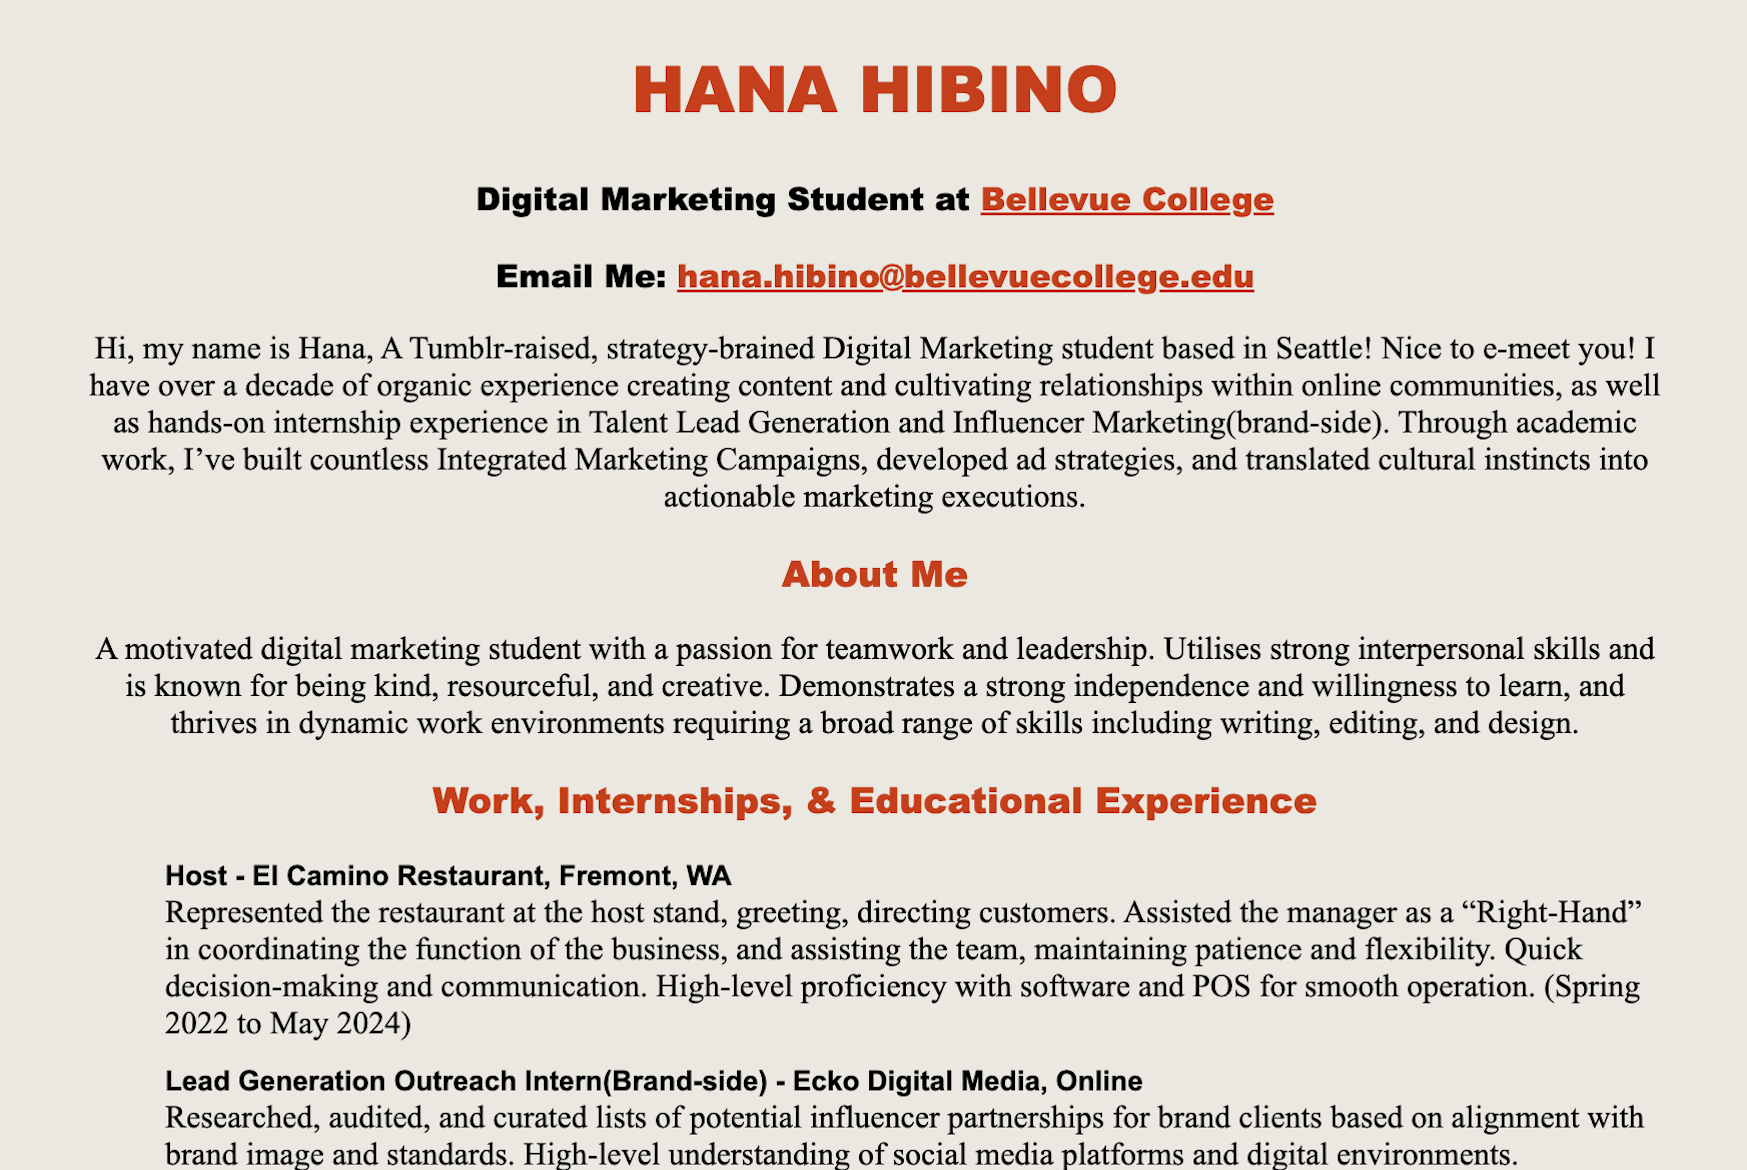 HANA HIBINO
Digital Marketing Student at Bellevue College
Email Me: hana.hibino@bellevuecollege.edu
Hi, my name is Hana, A Tumblr-raised, strategy-brained Digital Marketing student based in Seattle! Nice to e-meet you! I
have over a decade of organic experience creating content and cultivating relationships within online communities, as well
as hands-on internship experience in Talent Lead Generation and Influencer Marketing(brand-side). Through academic
work, I’ve built countless Integrated Marketing Campaigns, developed ad strategies, and translated cultural instincts into
actionable marketing executions.
About Me
A motivated digital marketing student with a passion for teamwork and leadership. Utilises strong interpersonal skills and
is known for being kind, resourceful, and creative. Demonstrates a strong independence and willingness to learn, and
thrives in dynamic work environments requiring a broad range of skills including writing, editing, and design.
Work, Internships, & Educational Experience
Host - El Camino Restaurant, Fremont, WA
Represented the restaurant at the host stand, greeting, directing customers. Assisted the manager as a “Right-Hand”
in coordinating the function of the business, and assisting the team, maintaining patience and flexibility. Quick
decision-making and communication. High-level proficiency with software and POS for smooth operation. (Spring
2022 to May 2024)
Lead Generation Outreach Intern(Brand-side) - Ecko Digital Media, Online
Researched, audited, and curated lists of potential influencer partnerships for brand clients based on alignment with
brand image and standards. High-level understanding of social media platforms and digital environments.